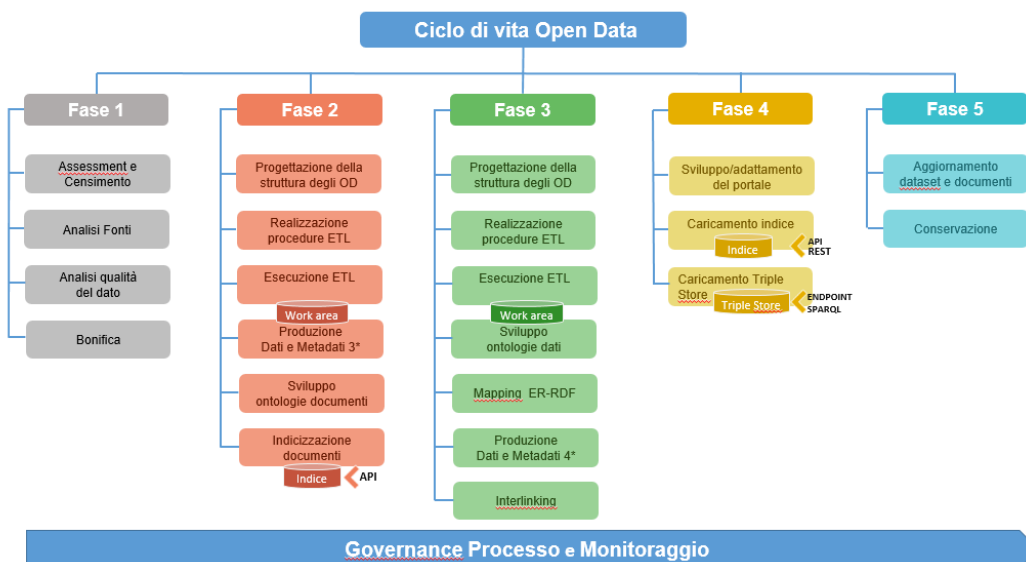 Ciclo di vita Open Data
Fase 1
Assessment e
Censimento
Analisi Fonti
Analisi qualità
del dato
Bonifica
Fase 2
Progettazione della
struttura degli OD
Realizzazione
procedure ETL
Esecuzione ETL
Work area
Produzione
Dati e Metadati 3*
Sviluppo
ontologie documenti
Indicizzazione
documenti
Indice
API
Fase 3
Progettazione della
struttura degli OD
Realizzazione
procedure ETL
Esecuzione ETL
Work area
Sviluppo
ontologie dati
Mapping ER-RDF
Produzione
Dati e Metadati 4*
Interlinking
Fase 4
Sviluppo/adattamento
del portale
Caricamento indice
Indice
API
REST
Caricamento Triple
Store
Triple Store
ENDPOINT
SPARQL
Fase 5
Aggiornamento
dataset e documenti
Conservazione
Governance Processo e Monitoraggio